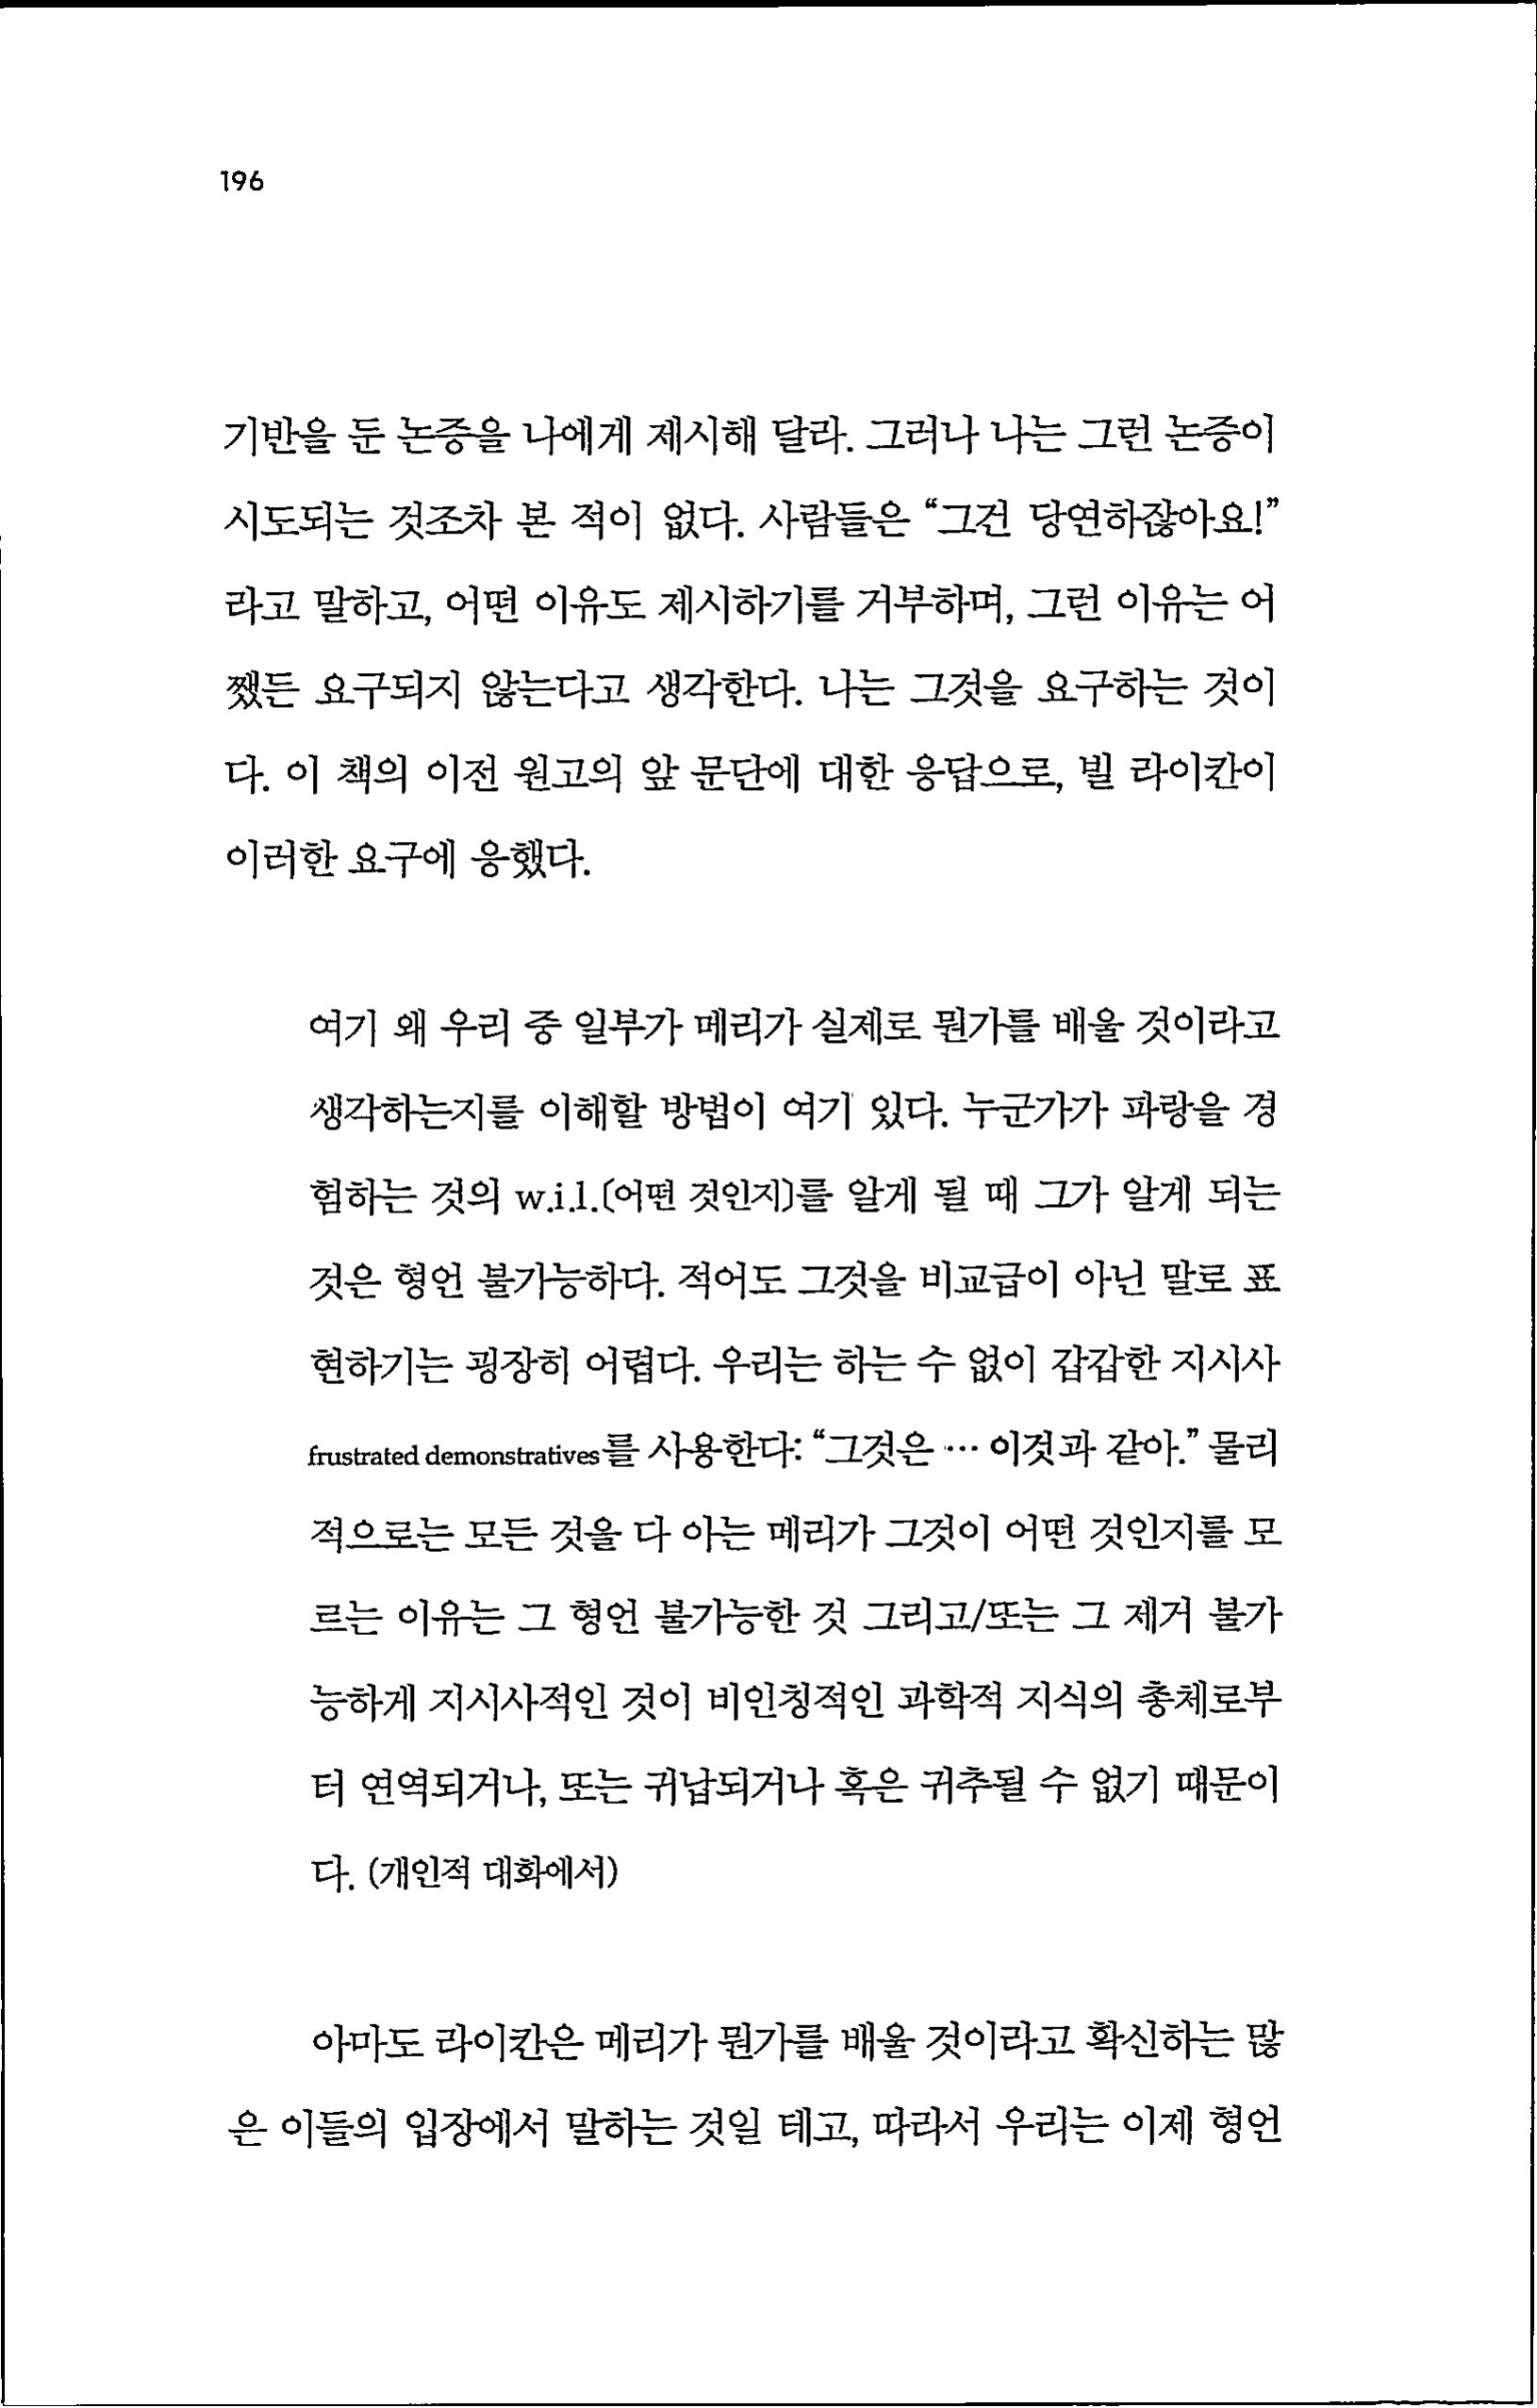 196
기반을 둔 논증을 나에게 제시해 달라. 그러나 나는 그런 논증이
시도되는 것조차 본 적이 없다. 사람들은 “그건 당연하잖아요!”
라고 말하고, 어떤 이유도 제시하기를 거부하며, 그런 이유는 어
쨌든 요구되지 않는다고 생각한다. 나는 그것을 요구하는 것이
다. 이 책의 이전 원고의 앞 문단에 대한 응답으로, 빌 라이칸이
이러한 요구에 응했다.
여기 왜 우리 중 일부가 메리가 실제로 뭔가를 배울 것이라고
생각하는지를 이해할 방법이 여기 있다. 누군가가 파랑을 경
험하는 것의 w.i.l.〔어떤 것인지〕를 알게 될 때 그가 알게 되는
것은 형언 불가능하다. 적어도 그것을 비교급이 아닌 말로 표
현하기는 굉장히 어렵다. 우리는 하는 수 없이 갑갑한 지시사
frustrated demonstratives를 사용한다: “그것은 … 이것과 같아.” 물리
적으로는 모든 것을 다 아는 메리가 그것이 어떤 것인지를 모
르는 이유는 그 형언 불가능한 것 그리고/또는 그 제거 불가
능하게 지시사적인 것이 비인칭적인 과학적 지식의 총체로부
터 연역되거나, 또는 귀납되거나 혹은 귀추될 수 없기 때문이
다. (개인적 대화에서)
아마도 라이칸은 메리가 뭔가를 배울 것이라고 확신하는 많
은 이들의 입장에서 말하는 것일 테고, 따라서 우리는 이제 형언